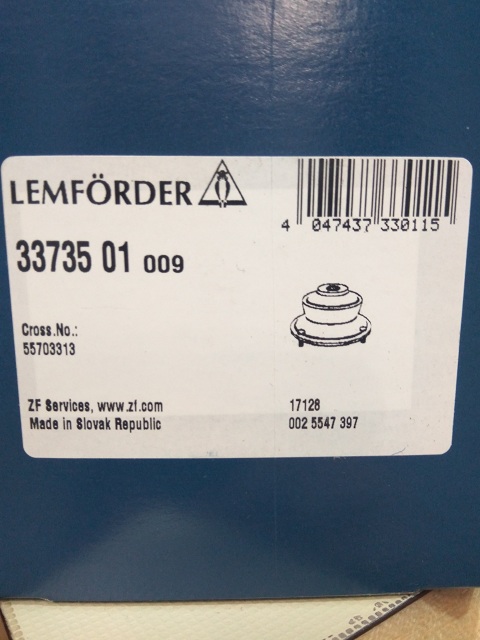 LEMFÖRDER
4 047437 330115
33735 01 009
Cross.No.:
55703313
ZF Services, www.zf.com
Made in Slovak Republic
17128
002 5547 397